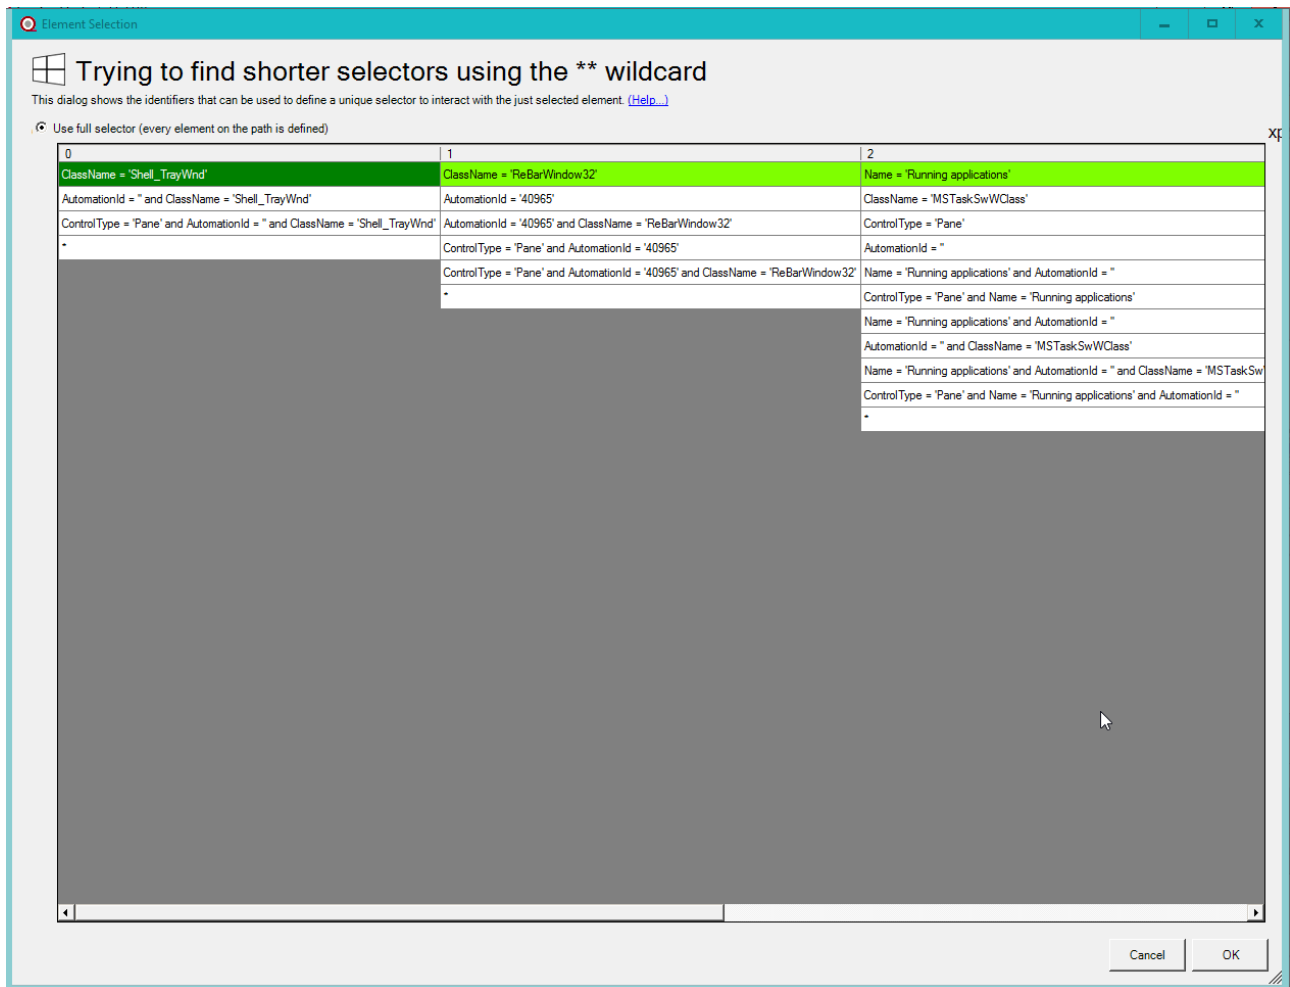 Element Selection
Trying to find shorter selectors using the ** wildcard
This dialog shows the identifiers that can be used to define a unique selector to interact with the just selected element. (Help...)
Use full selector (every element on the path is defined)
xp
0 1 2
ClassName = 'Shell_TrayWnd' ClassName = 'ReBarWindow32' Name = 'Running applications'
AutomationId = '' and ClassName = 'Shell_TrayWnd' AutomationId = '40965' ClassName = 'MSTaskSwWClass'
ControlType = 'Pane' and AutomationId = '' and ClassName = 'Shell_TrayWnd' AutomationId = '40965' and ClassName = 'ReBarWindow32' ControlType = 'Pane'
* ControlType = 'Pane' and AutomationId = '40965' AutomationId = ''
ControlType = 'Pane' and AutomationId = '40965' and ClassName = 'ReBarWindow32' Name = 'Running applications' and AutomationId = ''
* ControlType = 'Pane' and Name = 'Running applications'
Name = 'Running applications' and AutomationId = ''
AutomationId = '' and ClassName = 'MSTaskSwWClass'
Name = 'Running applications' and AutomationId = '' and ClassName = 'MSTaskSw
ControlType = 'Pane' and Name = 'Running applications' and AutomationId = ''
*
Cancel OK